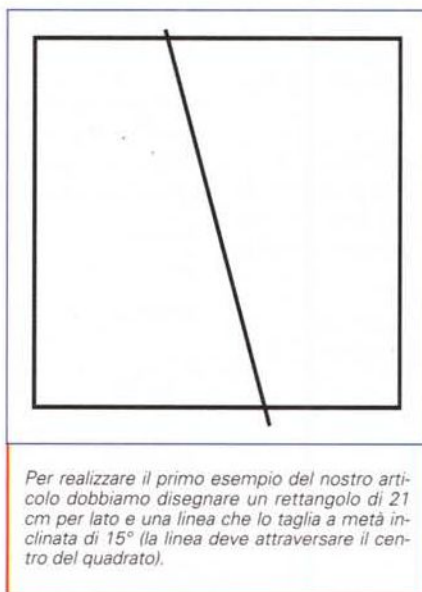 Per realizzare il primo esempio del nostro arti-
colo dobbiamo disegnare un rettangolo di 21
cm per lato e una linea che lo taglia a metà in-
clinata di 15° (la linea deve attraversare il cen-
tro del quadrato).